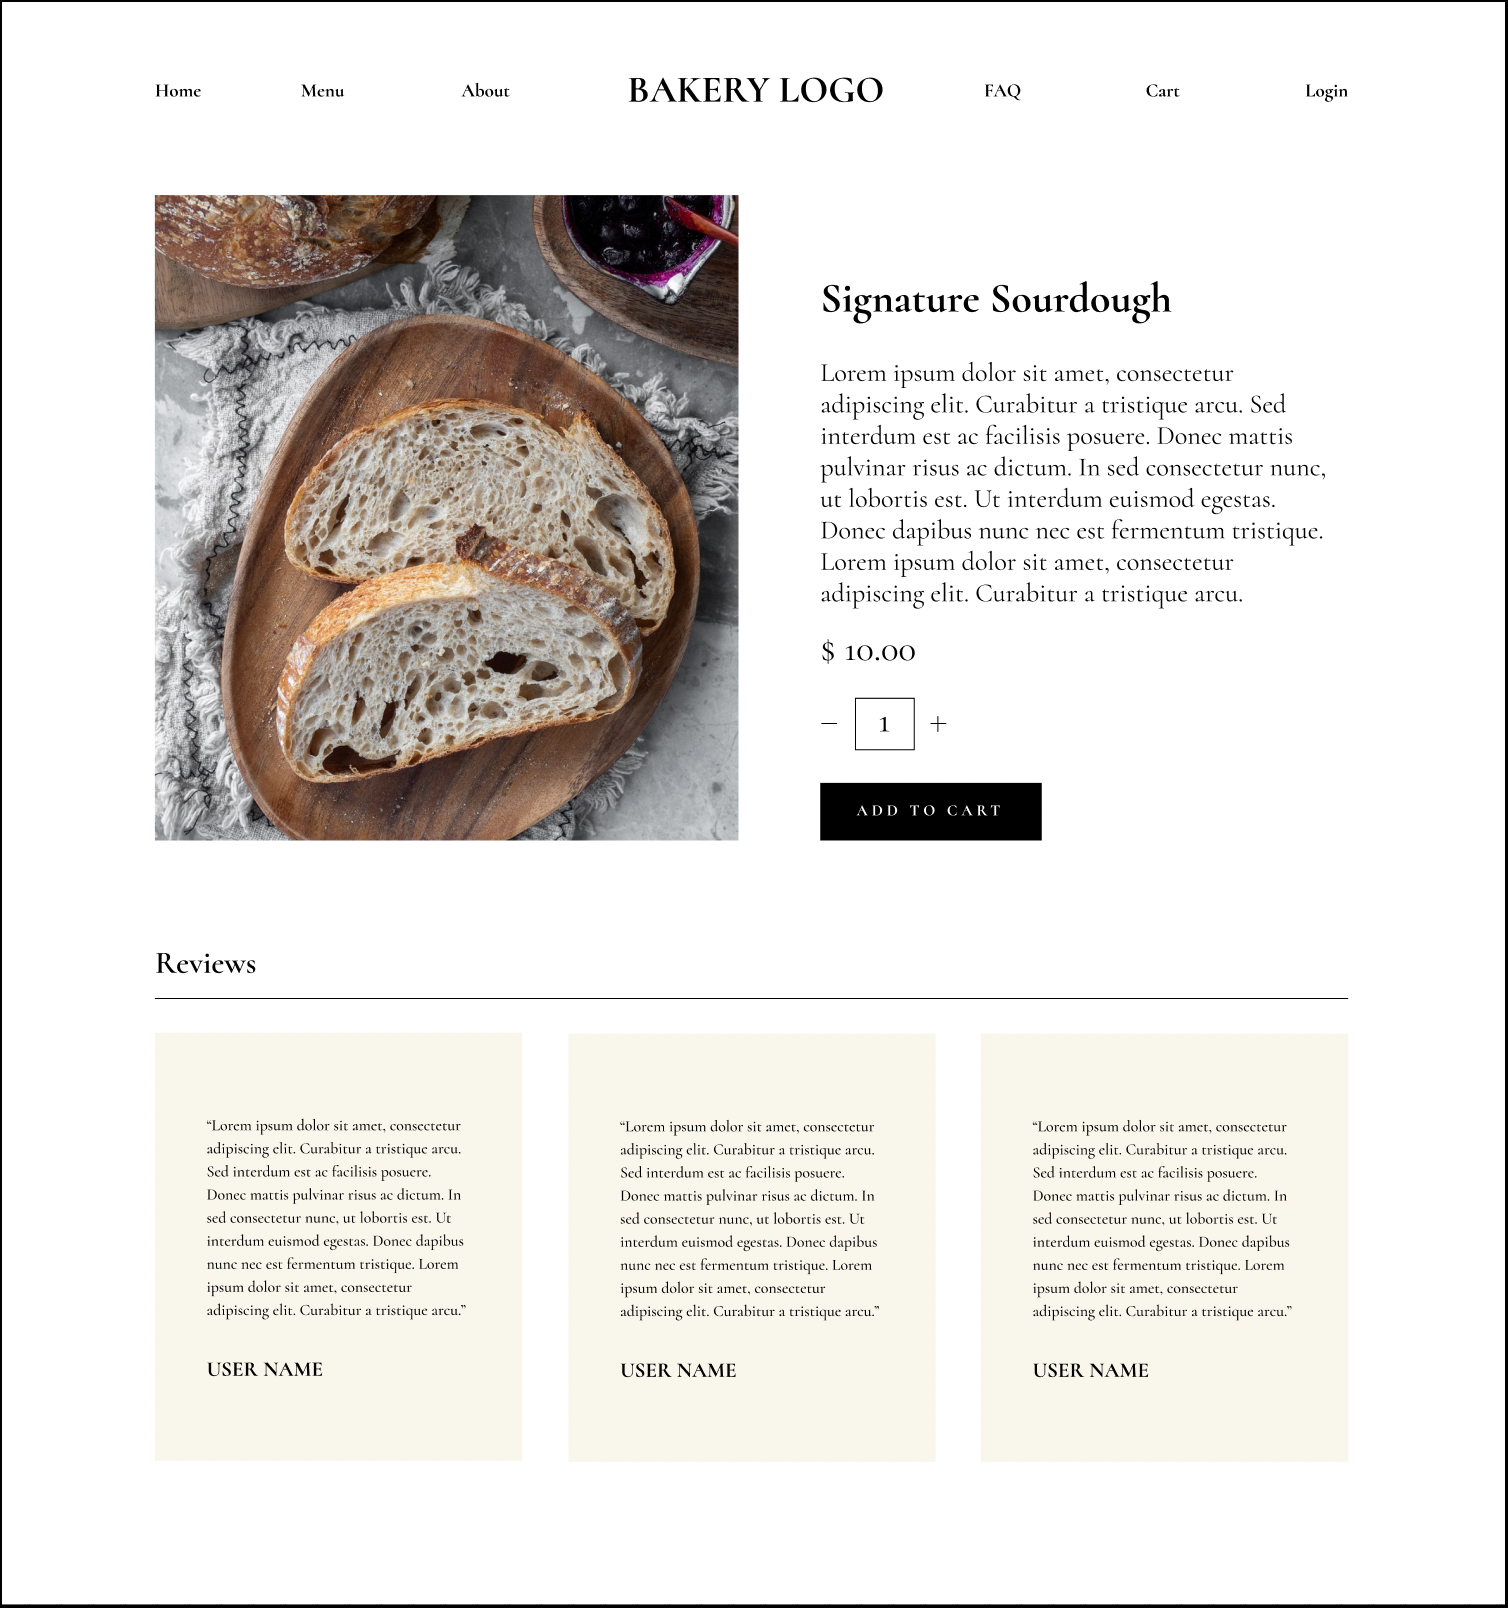 Home Menu About BAKERY LOGO FAQ Cart Login
Signature Sourdough
Lorem ipsum dolor sit amet, consectetur
adipiscing elit. Curabitur a tristique arcu. Sed
interdum est ac facilisis posuere. Donec mattis
pulvinar risus ac dictum. In sed consectetur nunc,
ut lobortis est. Ut interdum euismod egestas.
Donec dapibus nunc nec est fermentum tristique.
Lorem ipsum dolor sit amet, consectetur
adipiscing elit. Curabitur a tristique arcu.
$ 10.00
— 1 +
ADD TO CART
Reviews
“Lorem ipsum dolor sit amet, consectetur
adipiscing elit. Curabitur a tristique arcu.
Sed interdum est ac facilisis posuere.
Donec mattis pulvinar risus ac dictum. In
sed consectetur nunc, ut lobortis est. Ut
interdum euismod egestas. Donec dapibus
nunc nec est fermentum tristique. Lorem
ipsum dolor sit amet, consectetur
adipiscing elit. Curabitur a tristique arcu.”
USER NAME
“Lorem ipsum dolor sit amet, consectetur
adipiscing elit. Curabitur a tristique arcu.
Sed interdum est ac facilisis posuere.
Donec mattis pulvinar risus ac dictum. In
sed consectetur nunc, ut lobortis est. Ut
interdum euismod egestas. Donec dapibus
nunc nec est fermentum tristique. Lorem
ipsum dolor sit amet, consectetur
adipiscing elit. Curabitur a tristique arcu.”
USER NAME
“Lorem ipsum dolor sit amet, consectetur
adipiscing elit. Curabitur a tristique arcu.
Sed interdum est ac facilisis posuere.
Donec mattis pulvinar risus ac dictum. In
sed consectetur nunc, ut lobortis est. Ut
interdum euismod egestas. Donec dapibus
nunc nec est fermentum tristique. Lorem
ipsum dolor sit amet, consectetur
adipiscing elit. Curabitur a tristique arcu.”
USER NAME